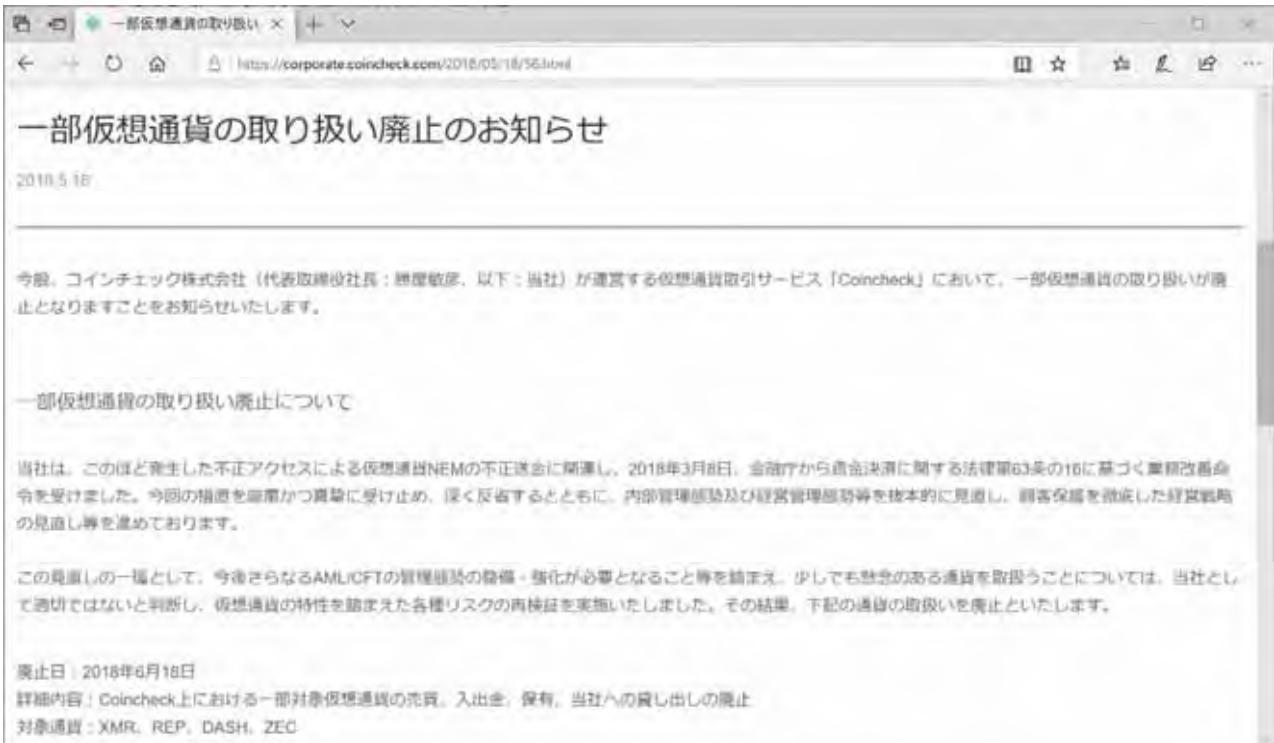 一部仮想通貨の取り扱い ×
https://corporate.coincheck.com/2018/05/18/56.html
一部仮想通貨の取り扱い廃止のお知らせ
2018.5.18
今般、コインチェック株式会社（代表取締役社長：勝屋敏彦、以下：当社）が運営する仮想通貨取引サービス「Coincheck」において、一部仮想通貨の取り扱いが廃
止となりますことをお知らせいたします。
一部仮想通貨の取り扱い廃止について
当社は、このほど発生した不正アクセスによる仮想通貨NEMの不正送金に関連し、2018年3月8日、金融庁から資金決済に関する法律第63条の16に基づく業務改善命
令を受けました。今回の措置を厳粛かつ真摯に受け止め、深く反省するとともに、内部管理態勢及び経営管理態勢等を抜本的に見直し、顧客保護を徹底した経営戦略
の見直し等を進めております。
この見直しの一環として、今後さらなるAML/CFTの管理態勢の整備・強化が必要となること等を踏まえ、少しでも懸念のある通貨を取扱うことについては、当社とし
て適切ではないと判断し、仮想通貨の特性を踏まえた各種リスクの再検証を実施いたしました。その結果、下記の通貨の取扱いを廃止といたします。
廃止日：2018年6月18日
詳細内容：Coincheck上における一部対象仮想通貨の売買、入出金、保有、当社への貸し出しの廃止
対象通貨：XMR、REP、DASH、ZEC